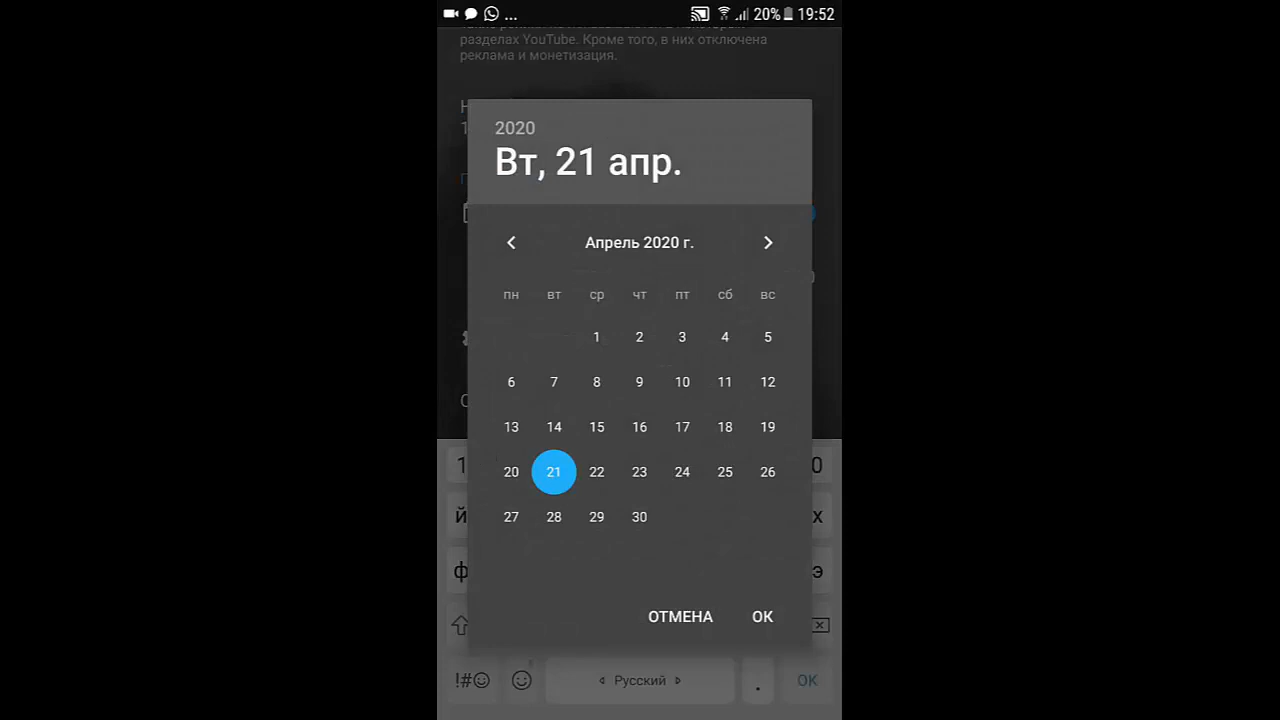 ... 20% 19:52
разделах YouTube. Кроме того, в них отключена
реклама и монетизация.
2020
Вт, 21 апр.
Апрель 2020 г.
пн вт ср чт пт сб вс
1 2 3 4 5
6 7 8 9 10 11 12
13 14 15 16 17 18 19
20 21 22 23 24 25 26
27 28 29 30
ОТМЕНА ОК
1 0
й х
ф э
!#☺ Русский . ОК